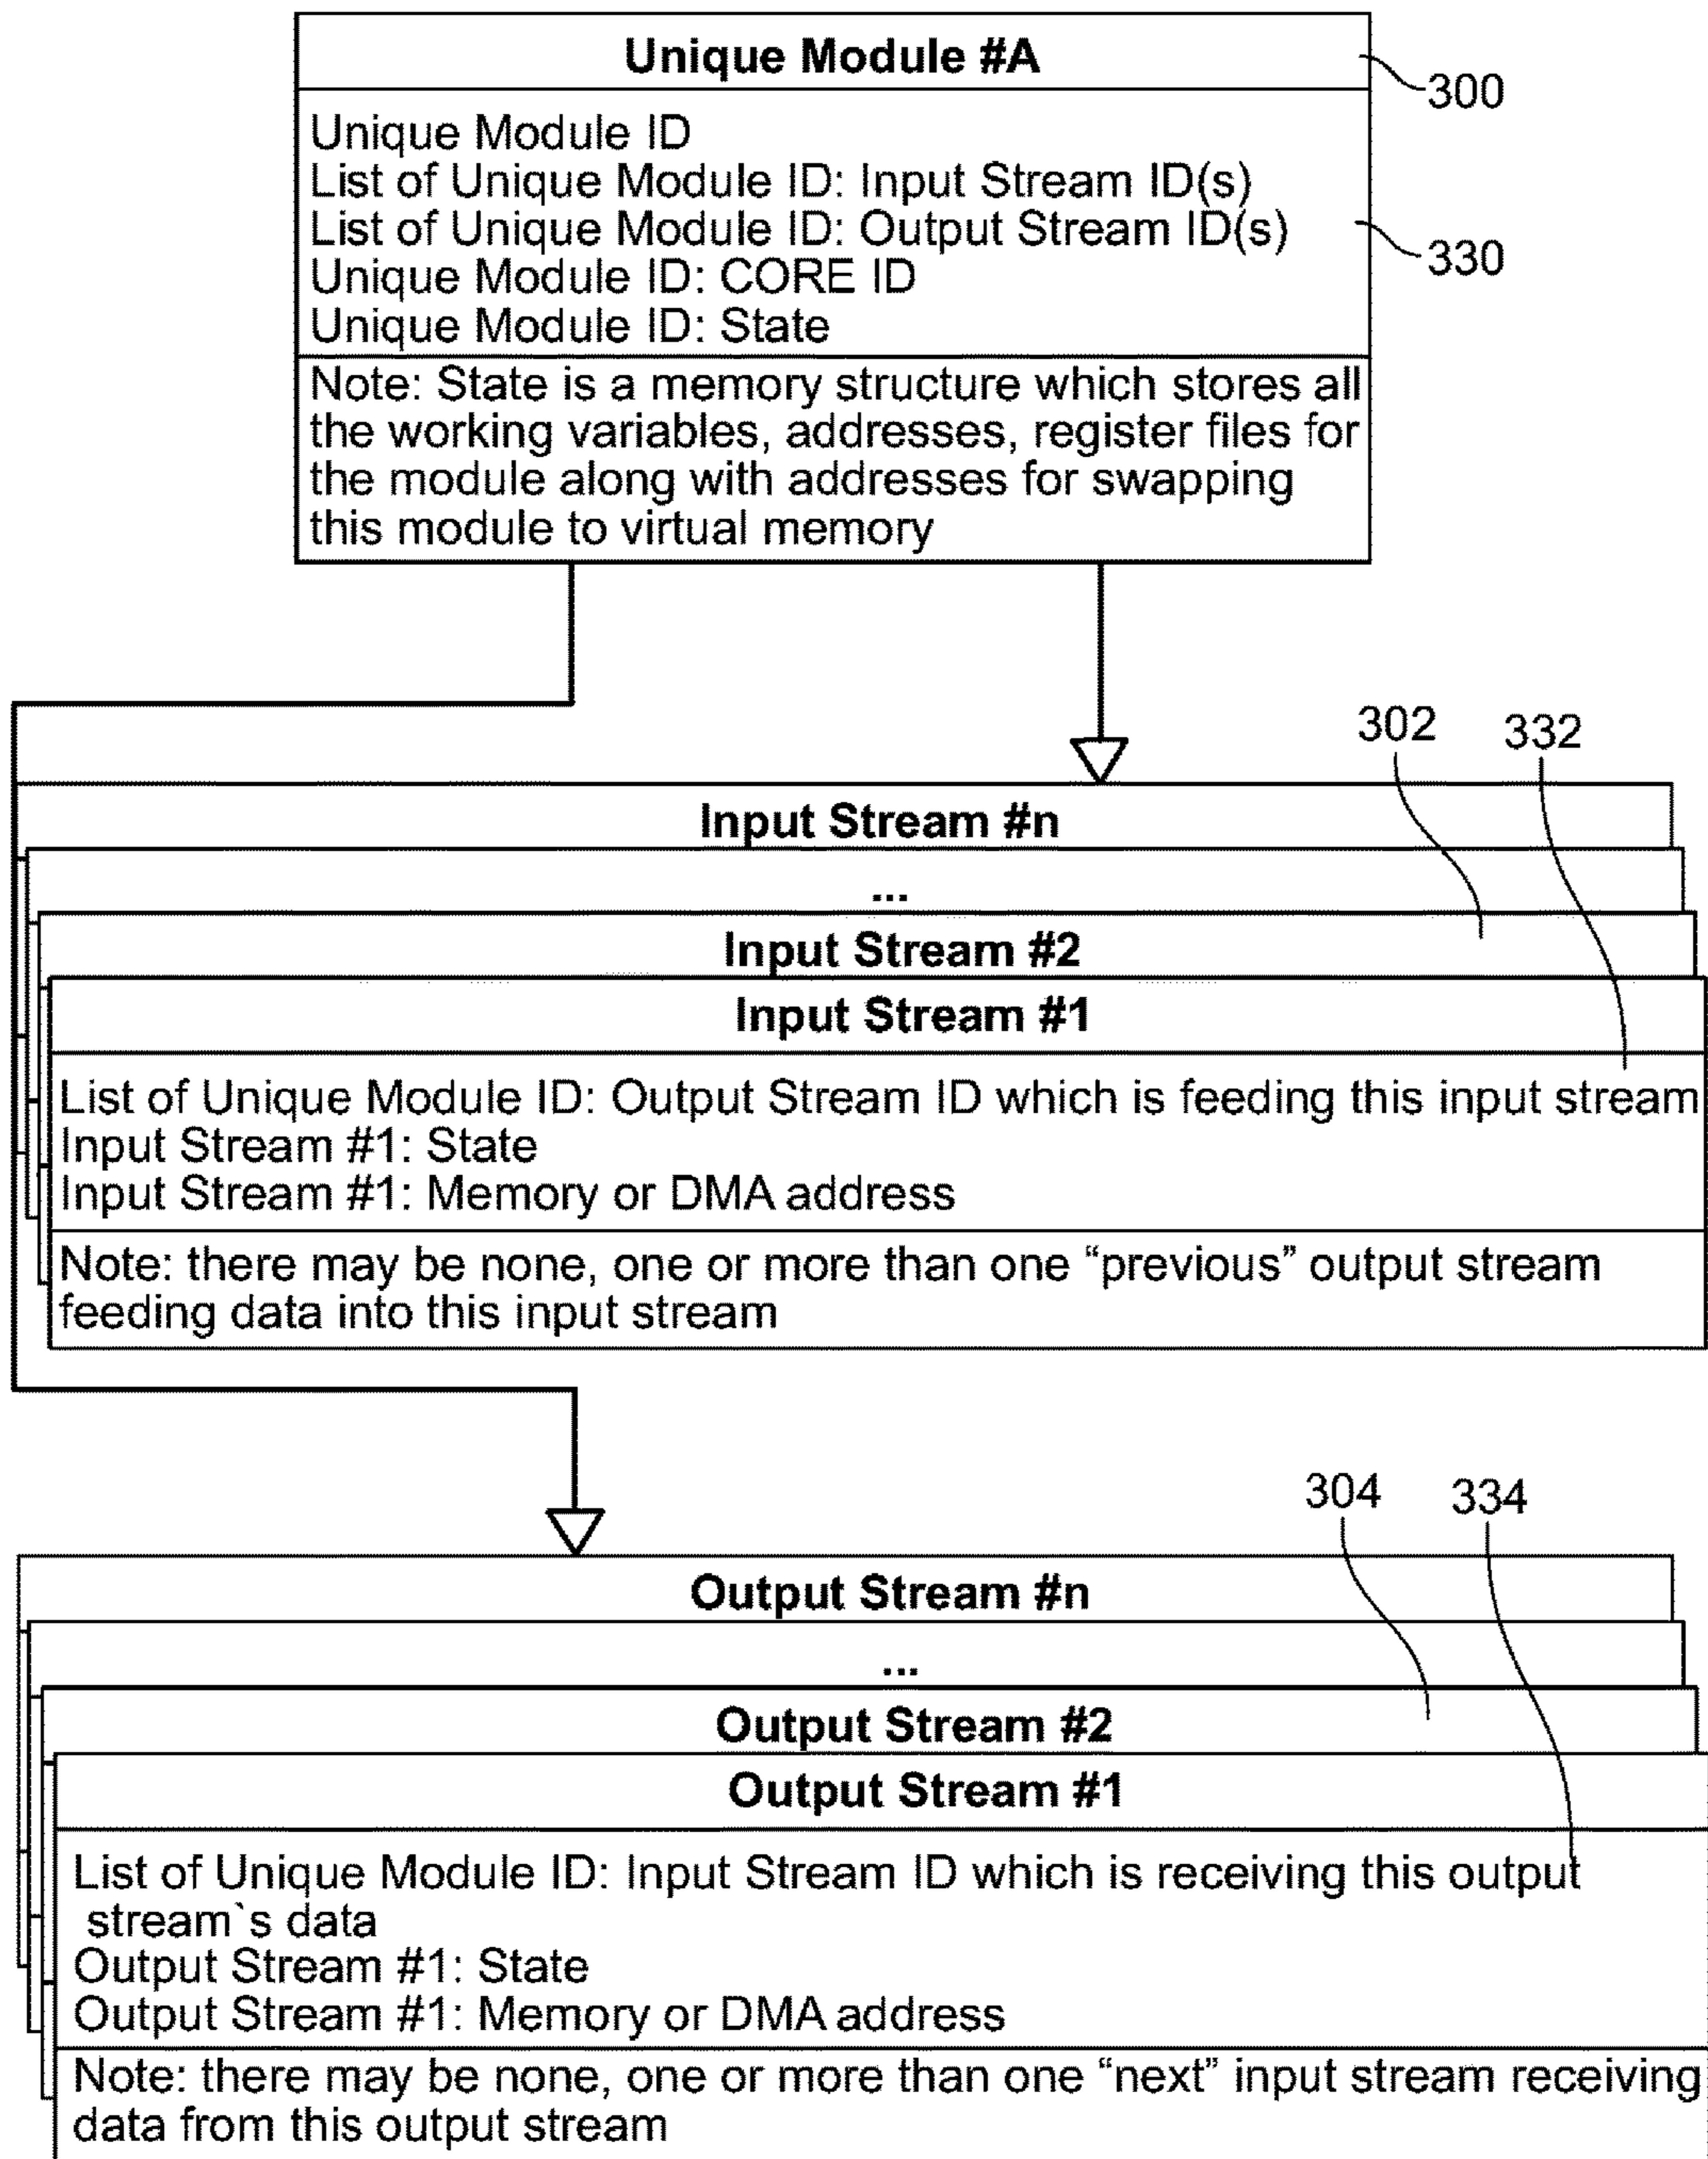 Unique Module #A
300
Unique Module ID
List of Unique Module ID: Input Stream ID(s)
List of Unique Module ID: Output Stream ID(s)
330
Unique Module ID: CORE ID
Unique Module ID: State
Note: State is a memory structure which stores all
the working variables, addresses, register files for
the module along with addresses for swapping
this module to virtual memory
302
332
Input Stream #n
...
Input Stream #2
Input Stream #1
List of Unique Module ID: Output Stream ID which is feeding this input stream
Input Stream #1: State
Input Stream #1: Memory or DMA address
Note: there may be none, one or more than one “previous” output stream
feeding data into this input stream
304
334
Output Stream #n
...
Output Stream #2
Output Stream #1
List of Unique Module ID: Input Stream ID which is receiving this output
stream`s data
Output Stream #1: State
Output Stream #1: Memory or DMA address
Note: there may be none, one or more than one “next” input stream receiving
data from this output stream